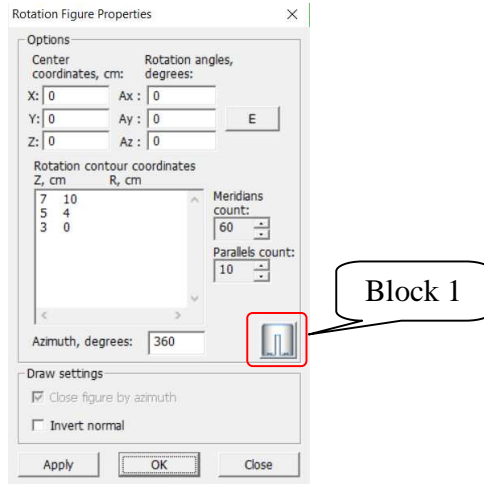 Rotation Figure Properties
Options
Center coordinates, cm:
Rotation angles, degrees:
X: 0 Ax : 0
Y: 0 Ay : 0 E
Z: 0 Az : 0
Rotation contour coordinates
Z, cm R, cm
7 10
5 4
3 0
Meridians count:
60
Parallels count:
10
Block 1
Azimuth, degrees: 360
Draw settings
Close figure by azimuth
Invert normal
Apply OK Close